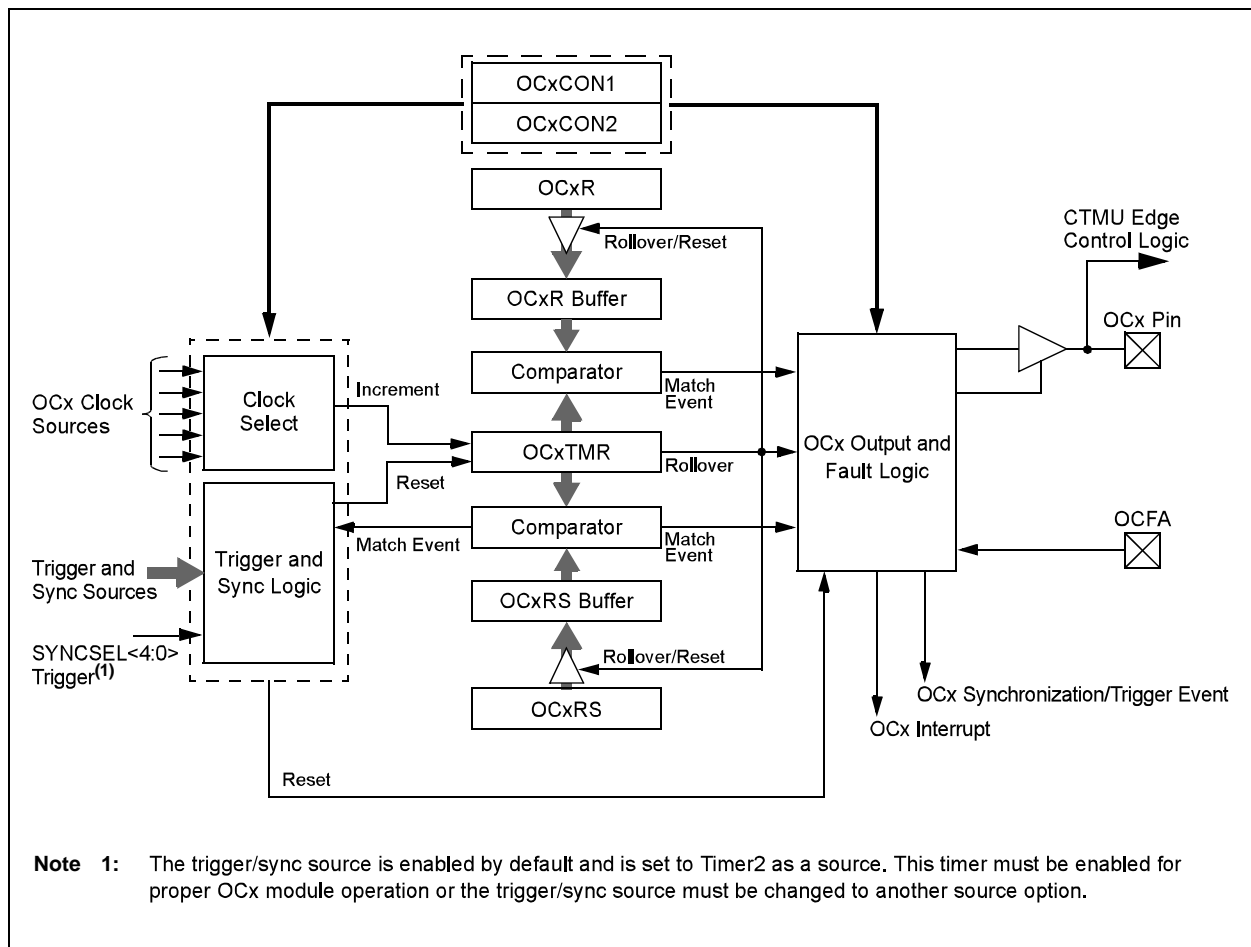 OCxCON1
OCxCON2
OCxR
Rollover/Reset
CTMU Edge
Control Logic
OCxR Buffer
OCx Pin
Comparator
Match
Event
Increment
OCx Clock
Sources
Clock
Select
OCxTMR
Rollover
OCx Output and
Fault Logic
Reset
Comparator
Match Event
Match
Event
OCFA
Trigger and
Sync Sources
Trigger and
Sync Logic
OCxRS Buffer
SYNCSEL<4:0>
Trigger(1)
Rollover/Reset
OCxRS
OCx Synchronization/Trigger Event
OCx Interrupt
Reset
Note 1: The trigger/sync source is enabled by default and is set to Timer2 as a source. This timer must be enabled for
proper OCx module operation or the trigger/sync source must be changed to another source option.